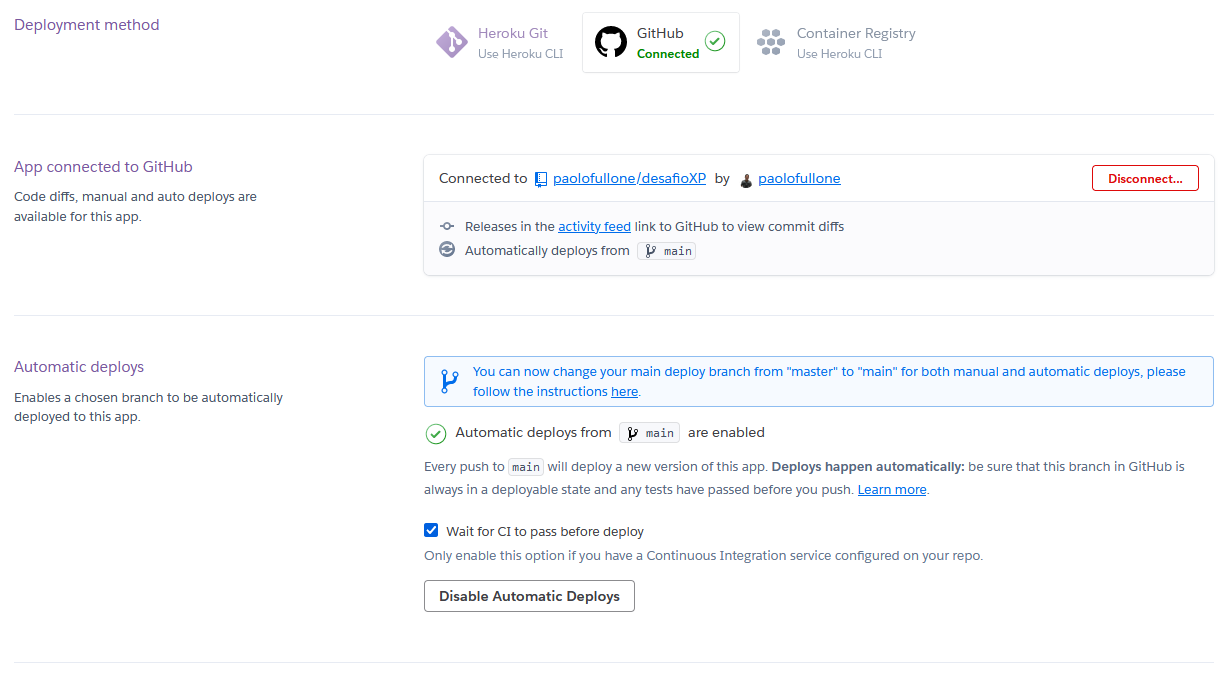 Deployment method
Heroku Git
Use Heroku CLI
GitHub
Connected
Container Registry
Use Heroku CLI
App connected to GitHub
Code diffs, manual and auto deploys are
available for this app.
Connected to paolofullone/desafioXP by paolofullone
Disconnect...
Releases in the activity feed link to GitHub to view commit diffs
Automatically deploys from main
Automatic deploys
Enables a chosen branch to be automatically
deployed to this app.
You can now change your main deploy branch from "master" to "main" for both manual and automatic deploys, please
follow the instructions here.
Automatic deploys from main are enabled
Every push to main will deploy a new version of this app. Deploys happen automatically: be sure that this branch in GitHub is
always in a deployable state and any tests have passed before you push. Learn more.
Wait for CI to pass before deploy
Only enable this option if you have a Continuous Integration service configured on your repo.
Disable Automatic Deploys